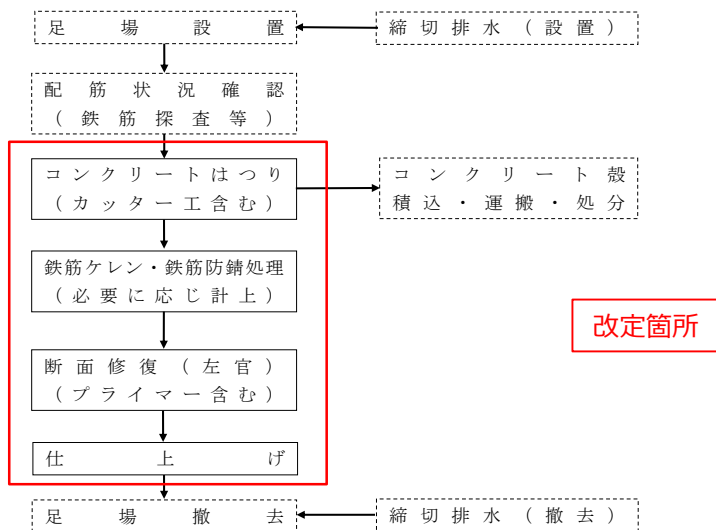 足場設置
締切排水(設置)
配筋状況確認
(鉄筋探査等)
コンクリートはつり
(カッター工含む)
コンクリート殻
積込・運搬・処分
鉄筋ケレン・鉄筋防錆処理
(必要に応じ計上)
改定箇所
断面修復(左官)
(プライマー含む)
仕上げ
足場撤去
締切排水(撤去)